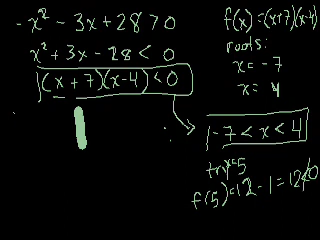 -x² - 3x + 28 > 0
x² + 3x - 28 < 0
(x + 7)(x - 4) < 0
f(x) = (x+7)(x-4)
roots:
x = -7
x = 4
-7 < x < 4
try x=5
f(5) = 12 · 1 = 12 < 0